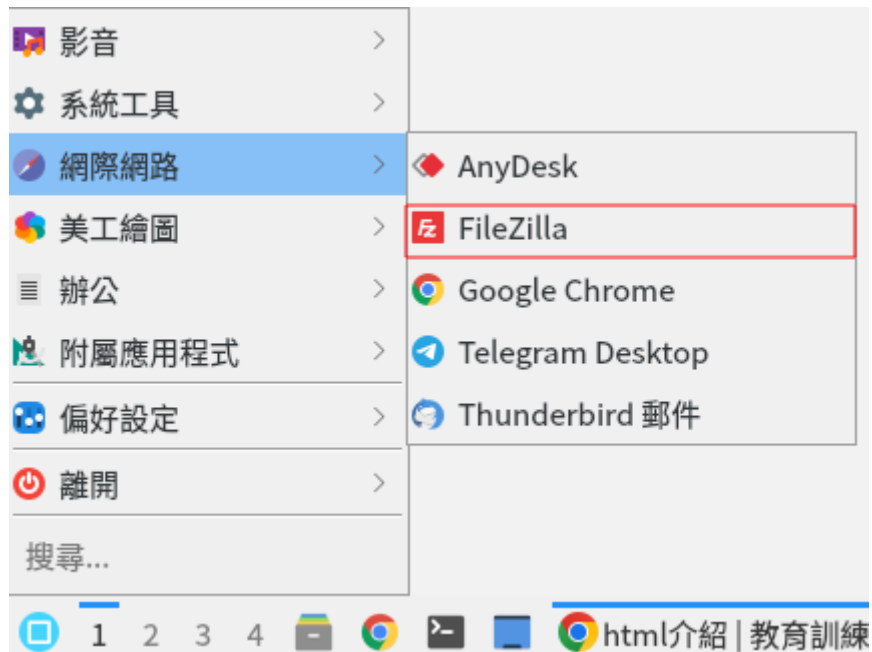 影音
系統工具
網際網路
美工繪圖
辦公
附屬應用程式
偏好設定
離開
搜尋...
AnyDesk
FileZilla
Google Chrome
Telegram Desktop
Thunderbird 郵件
1 2 3 4 html介紹 | 教育訓練